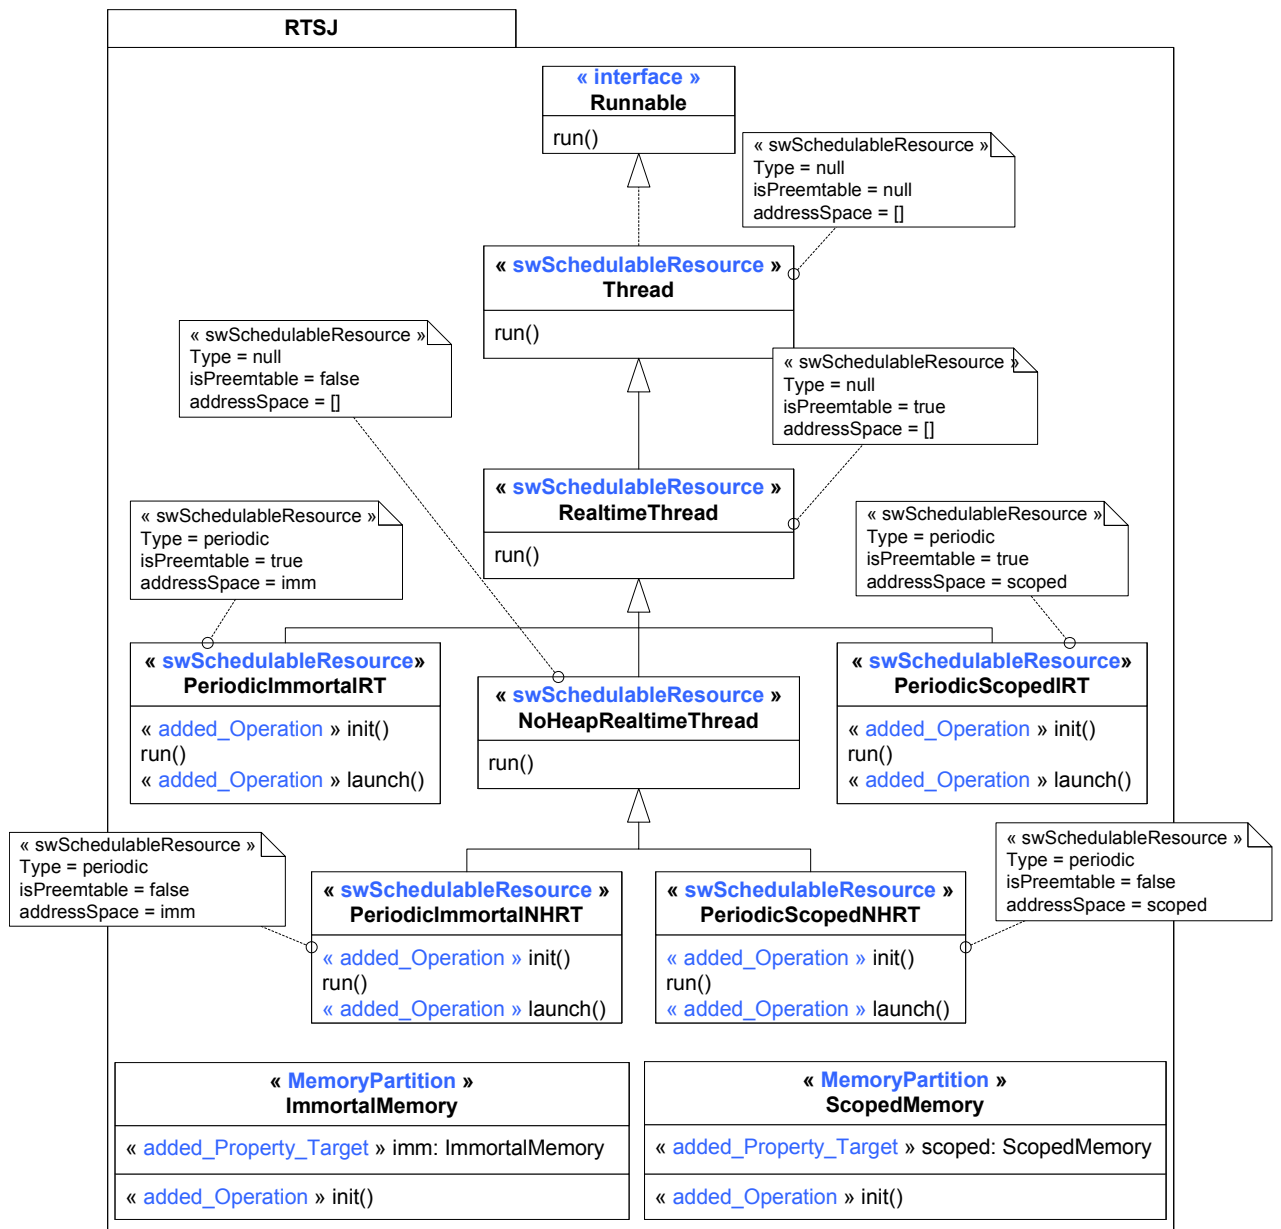 RTSJ
« interface »
Runnable
run()
« swSchedulableResource »
Type = null
isPreemtable = null
addressSpace = []
« swSchedulableResource »
Thread
run()
« swSchedulableResource »
Type = null
isPreemtable = false
addressSpace = []
« swSchedulableResource »
Type = null
isPreemtable = true
addressSpace = []
« swSchedulableResource »
RealtimeThread
run()
« swSchedulableResource »
Type = periodic
isPreemtable = true
addressSpace = imm
« swSchedulableResource »
Type = periodic
isPreemtable = true
addressSpace = scoped
« swSchedulableResource»
PeriodicImmortalRT
« added_Operation » init()
run()
« added_Operation » launch()
« swSchedulableResource »
NoHeapRealtimeThread
run()
« swSchedulableResource»
PeriodicScopedIRT
« added_Operation » init()
run()
« added_Operation » launch()
« swSchedulableResource »
Type = periodic
isPreemtable = false
addressSpace = imm
« swSchedulableResource »
PeriodicImmortalNHRT
« added_Operation » init()
run()
« added_Operation » launch()
« swSchedulableResource »
PeriodicScopedNHRT
« added_Operation » init()
run()
« added_Operation » launch()
« swSchedulableResource »
Type = periodic
isPreemtable = false
addressSpace = scoped
« MemoryPartition »
ImmortalMemory
« added_Property_Target » imm: ImmortalMemory
« added_Operation » init()
« MemoryPartition »
ScopedMemory
« added_Property_Target » scoped: ScopedMemory
« added_Operation » init()